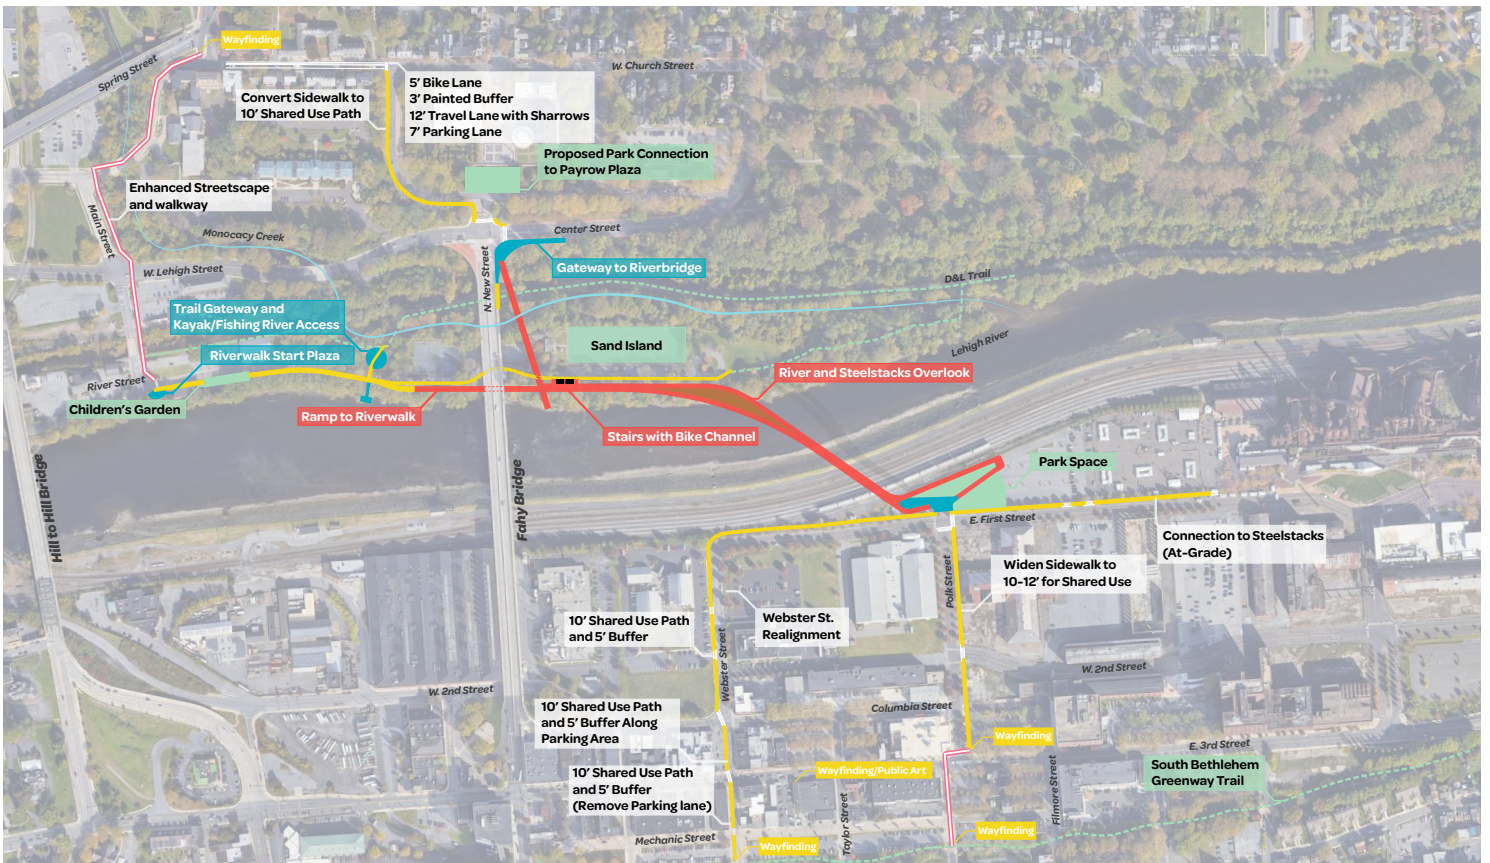 Wayfinding
Spring Street
W. Church Street
Convert Sidewalk to
10' Shared Use Path
5' Bike Lane
3' Painted Buffer
12' Travel Lane with Sharrows
7' Parking Lane
Proposed Park Connection
to Payrow Plaza
Enhanced Streetscape
and walkway
Main Street
Monocacy Creek
Center Street
W. Lehigh Street
N. New Street
Gateway to Riverbridge
D&L Trail
Trail Gateway and
Kayak/Fishing River Access
Sand Island
Lehigh River
Riverwalk Start Plaza
River Street
River and Steelstacks Overlook
Children's Garden
Ramp to Riverwalk
Stairs with Bike Channel
Hill to Hill Bridge
Fahy Bridge
Park Space
E. First Street
Connection to Steelstacks
(At-Grade)
Polk Street
Widen Sidewalk to
10-12' for Shared Use
10' Shared Use Path
and 5' Buffer
Webster St.
Realignment
Webster Street
W. 2nd Street
W. 2nd Street
10' Shared Use Path
and 5' Buffer Along
Parking Area
Columbia Street
Wayfinding
E. 3rd Street
10' Shared Use Path
and 5' Buffer
(Remove Parking lane)
Wayfinding/Public Art
South Bethlehem
Greenway Trail
Taylor Street
Filmore Street
Mechanic Street
Wayfinding
Wayfinding